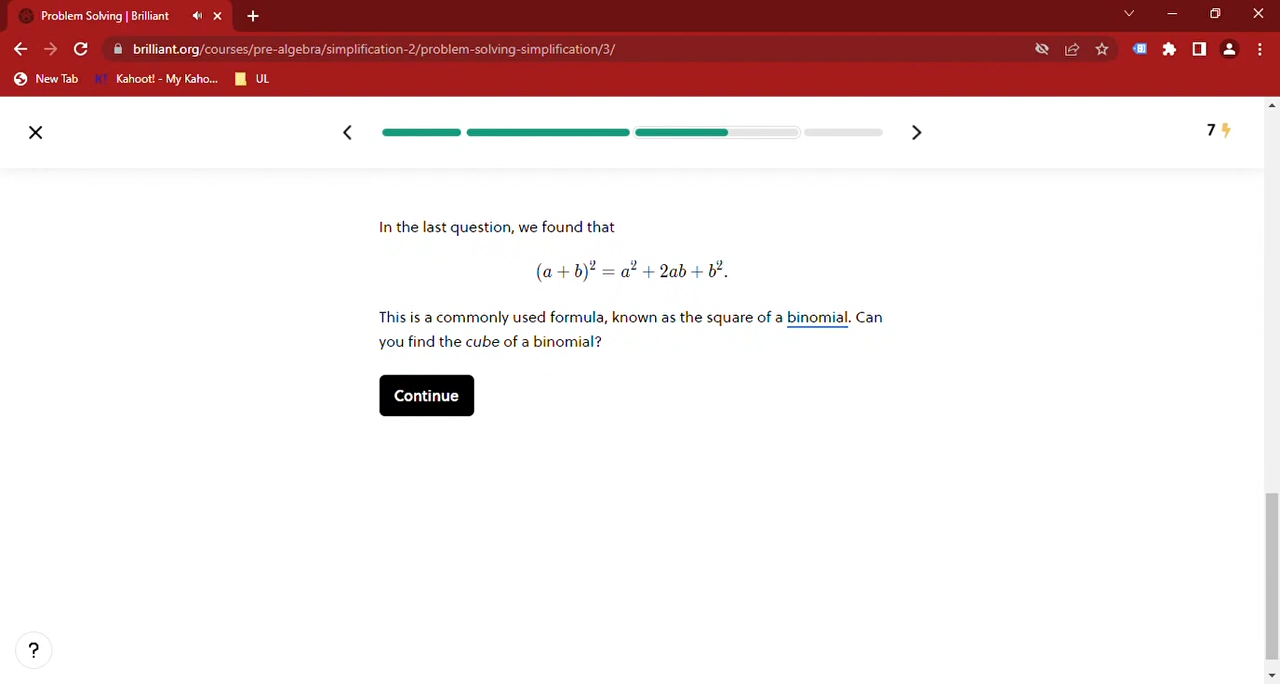 Problem Solving | Brilliant
brilliant.org/courses/pre-algebra/simplification-2/problem-solving-simplification/3/
New Tab K! Kahoot! - My Kaho... UL
7
In the last question, we found that
(a + b)² = a² + 2ab + b².
This is a commonly used formula, known as the square of a binomial. Can
you find the cube of a binomial?
Continue
?